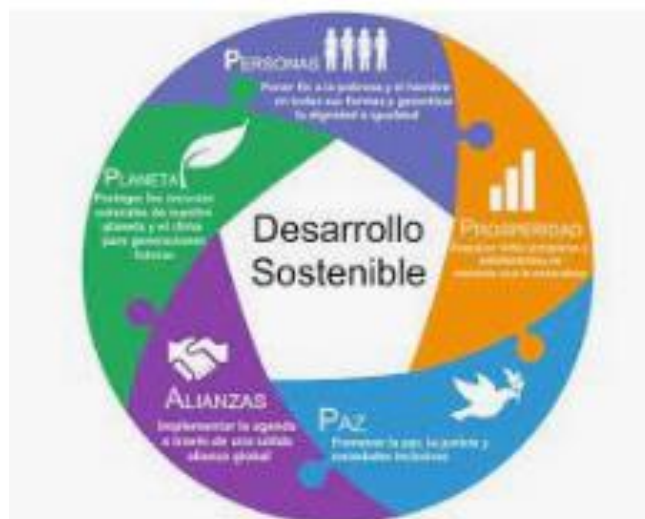 PERSONAS
Poner fin a la pobreza y el hambre
en todas sus formas y garantizar
la dignidad e igualdad
PROSPERIDAD
PLANETA
Proteger los recursos
naturales de nuestro
planeta y el clima
para generaciones
futuras
Desarrollo
Sostenible
ALIANZAS
Implementar la agenda
a través de una sólida
alianza global
PAZ
Fomentar la paz, la justicia y
sociedades inclusivas